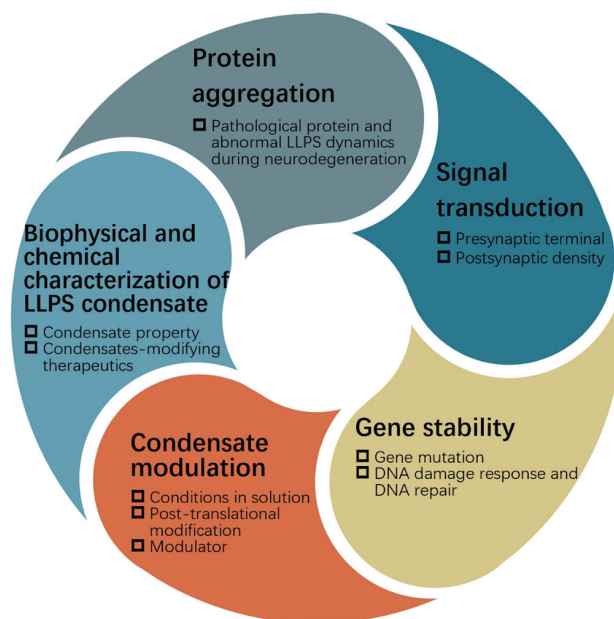 Protein
aggregation
Pathological protein and
abnormal LLPS dynamics
during neurodegeneration
Signal
transduction
Presynaptic terminal
Postsynaptic density
Gene stability
Gene mutation
DNA damage response and
DNA repair
Condensate
modulation
Conditions in solution
Post-translational
modification
Modulator
Biophysical and
chemical
characterization of
LLPS condensate
Condensate property
Condensates-modifying
therapeutics